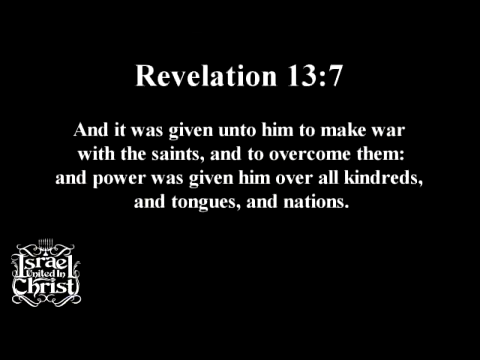 Revelation 13:7
And it was given unto him to make war
with the saints, and to overcome them:
and power was given him over all kindreds,
and tongues, and nations.
Israel
United In
Christ